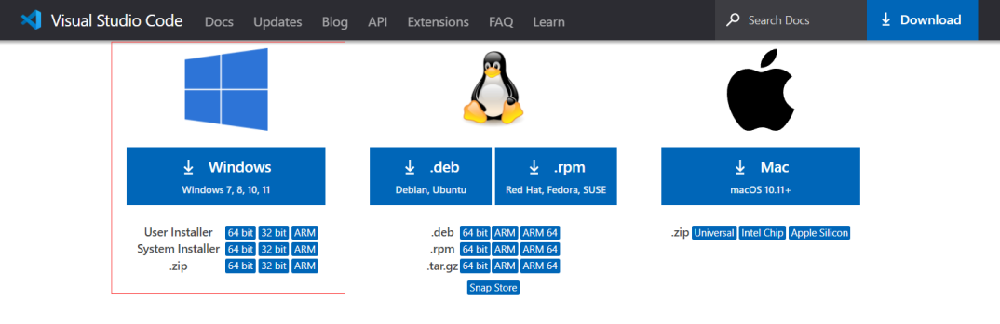 Visual Studio Code Docs Updates Blog API Extensions FAQ Learn Search Docs Download
Windows
Windows 7, 8, 10, 11
User Installer 64 bit 32 bit ARM
System Installer 64 bit 32 bit ARM
.zip 64 bit 32 bit ARM
.deb
Debian, Ubuntu
.rpm
Red Hat, Fedora, SUSE
.deb 64 bit ARM ARM 64
.rpm 64 bit ARM ARM 64
.tar.gz 64 bit ARM ARM 64
Snap Store
Mac
macOS 10.11+
.zip Universal Intel Chip Apple Silicon